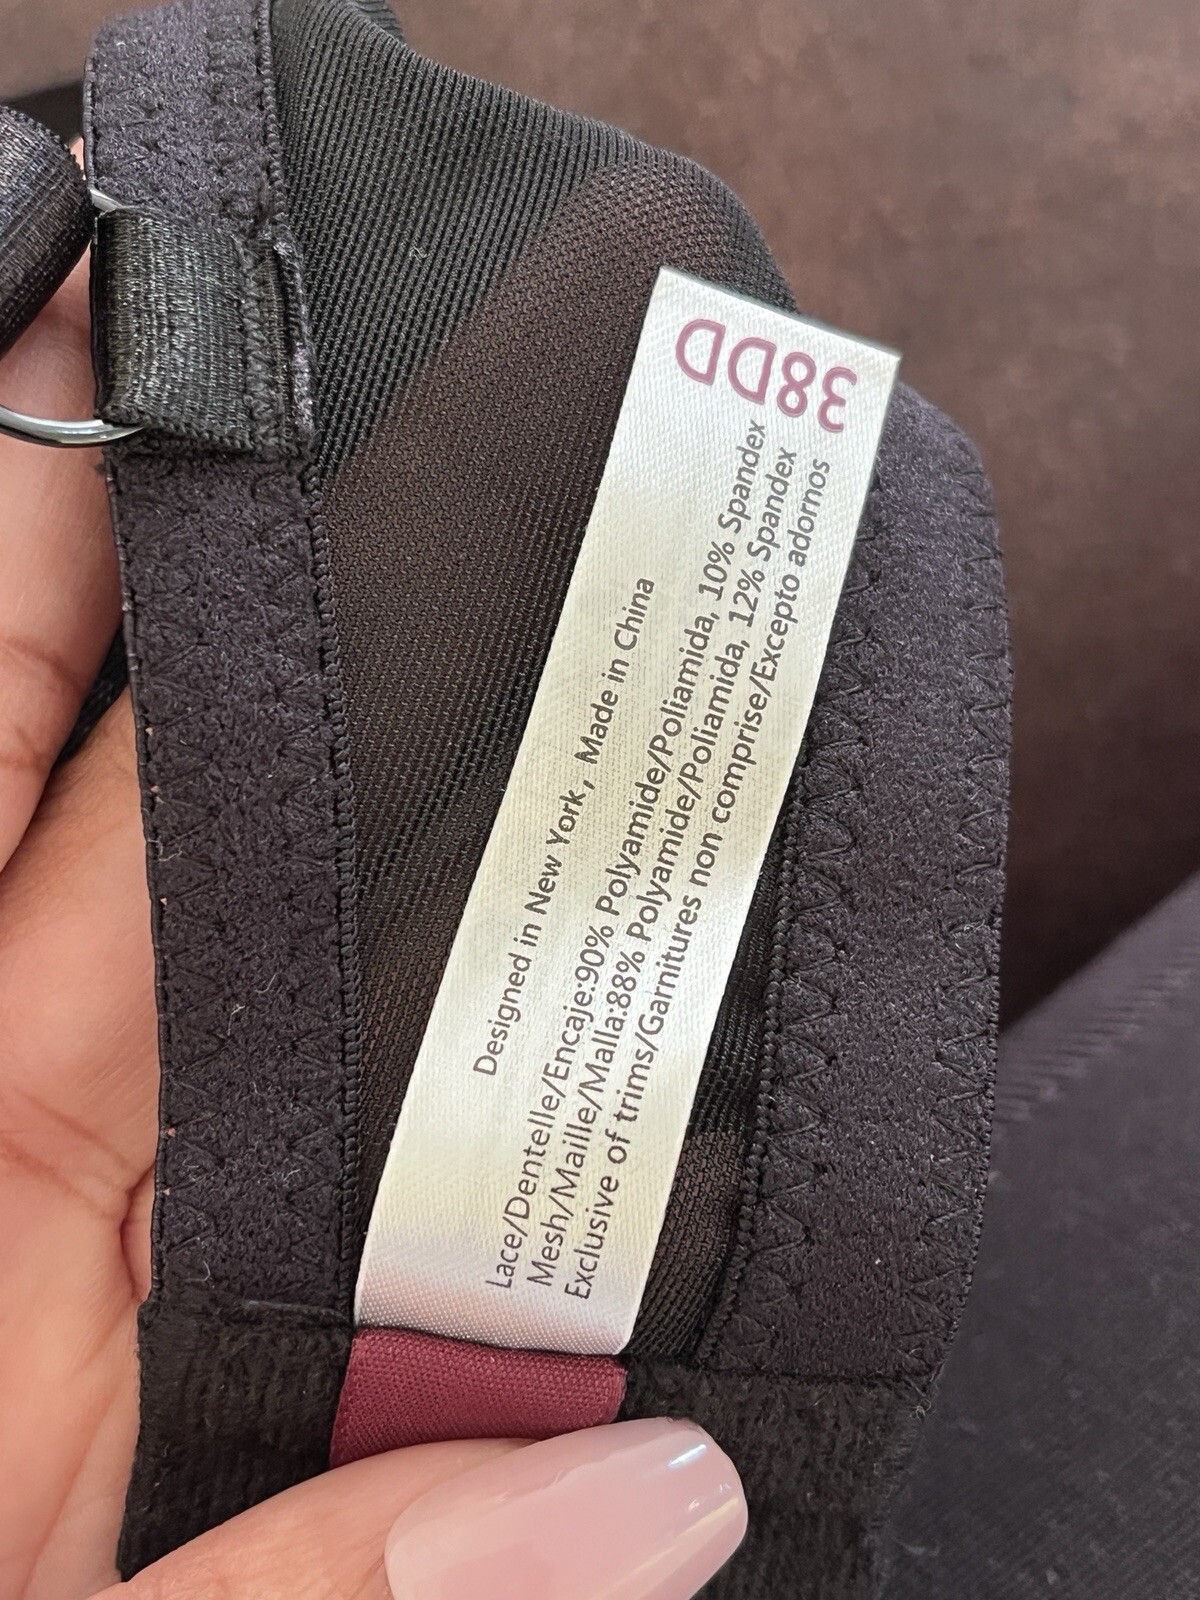 38DD
Designed in New York, Made in China
Lace/Dentelle/Encaje:90% Polyamide/Poliamida, 10% Spandex
Mesh/Maille/Malla:88% Polyamide/Poliamida, 12% Spandex
Exclusive of trims/Garnitures non comprise/Excepto adornos